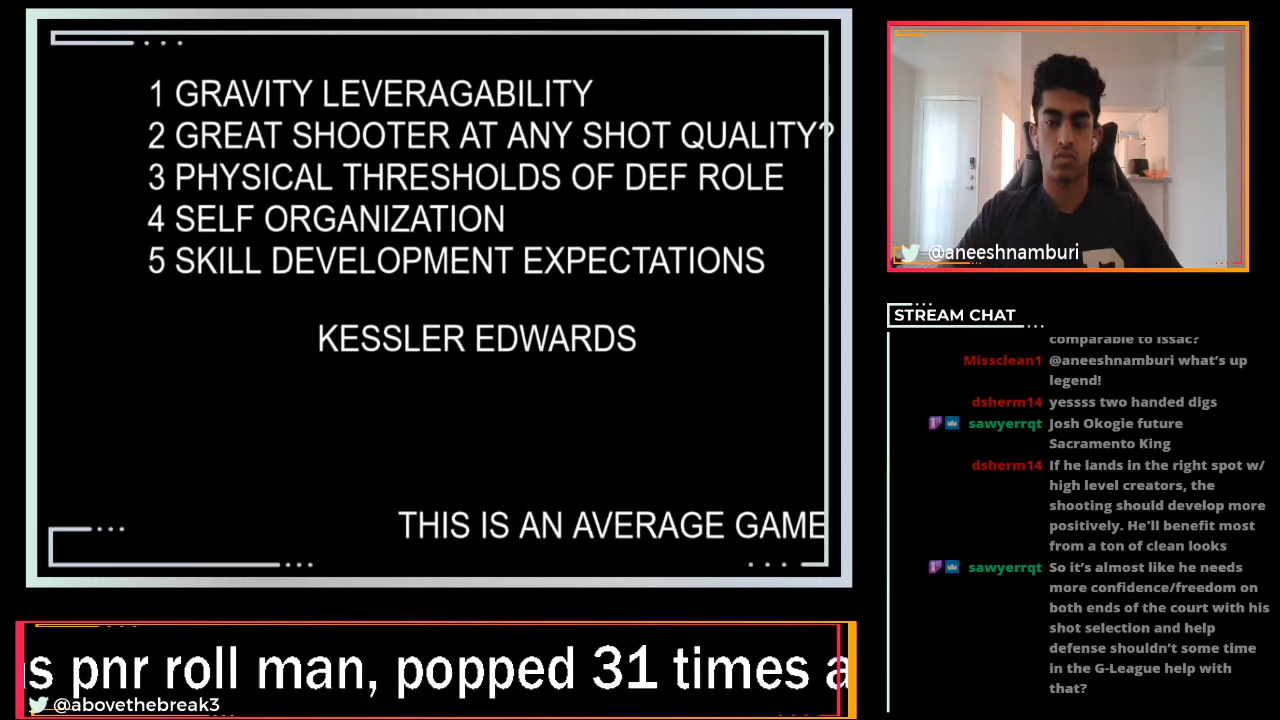 1 GRAVITY LEVERAGABILITY
2 GREAT SHOOTER AT ANY SHOT QUALITY?
3 PHYSICAL THRESHOLDS OF DEF ROLE
4 SELF ORGANIZATION
5 SKILL DEVELOPMENT EXPECTATIONS
KESSLER EDWARDS
THIS IS AN AVERAGE GAME
s pnr roll man, popped 31 times a
@abovethebreak3
@aneeshnamburi
STREAM CHAT
comparable to Issac?
Missclean1 @aneeshnamburi what's up
legend!
dsherm14 yessss two handed digs
sawyerrqt Josh Okogie future
Sacramento King
dsherm14 If he lands in the right spot w/
high level creators, the
shooting should develop more
positively. He'll benefit most
from a ton of clean looks
sawyerrqt So it's almost like he needs
more confidence/freedom on
both ends of the court with his
shot selection and help
defense shouldn't some time
in the G-League help with
that?